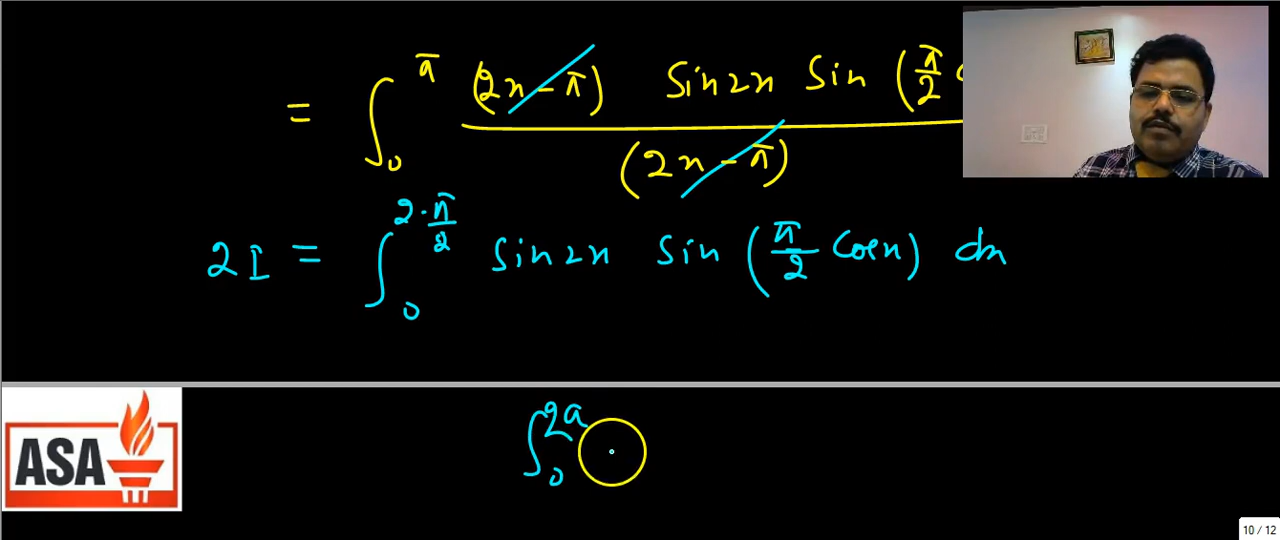 = ∫₀^π (2x-π) Sin2x Sin (π/2 C
(2x-π)
2I = ∫₀^{2·π/2} Sin2x Sin (π/2 Cosx) dx
ASA ∫₀^{2a}
10 / 12